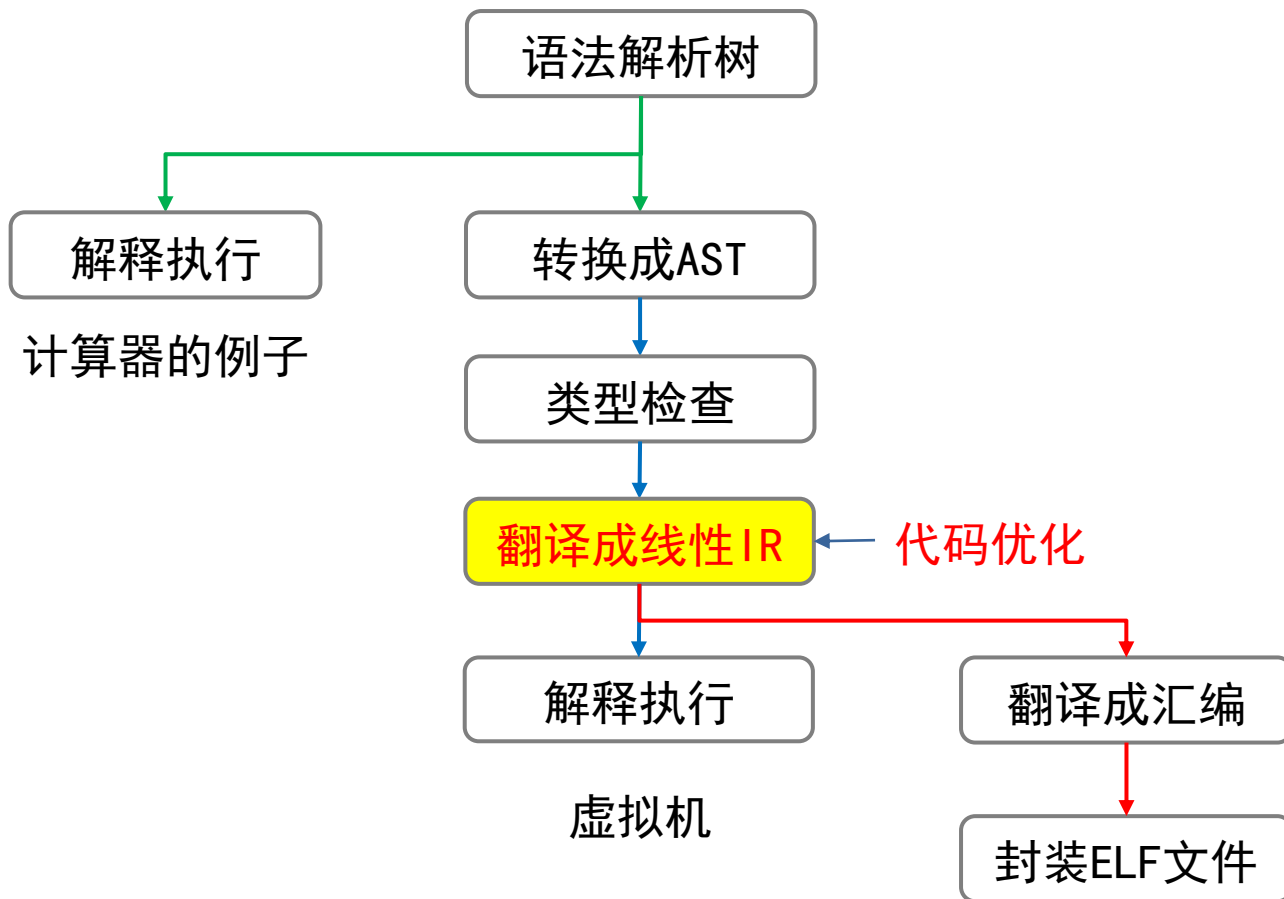 语法解析树
解释执行
转换成AST
计算器的例子
类型检查
翻译成线性IR
代码优化
解释执行
翻译成汇编
虚拟机
封装ELF文件